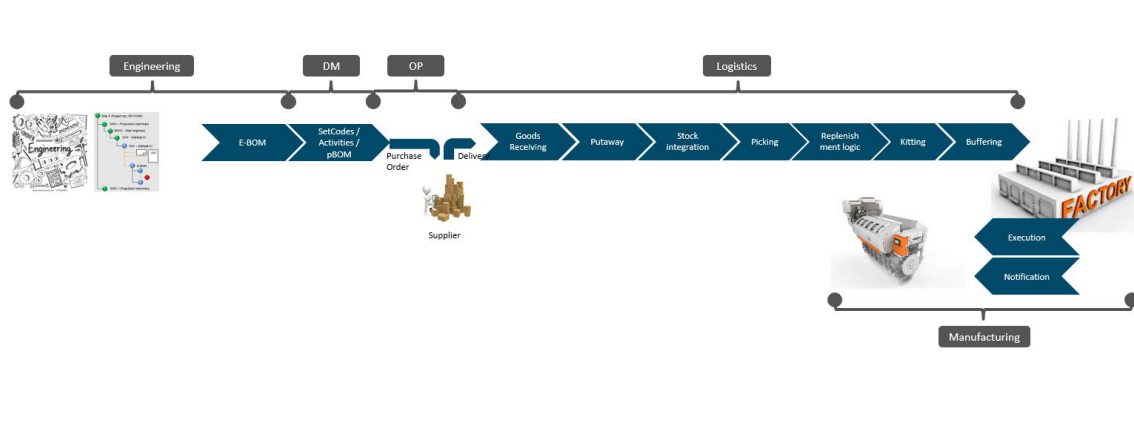 Engineering
DM
OP
Logistics
Engineering
E-BOM
SetCodes /
Activities /
pBOM
Purchase
Order
Delivery
Supplier
Goods
Receiving
Putaway
Stock
integration
Picking
Replenish
ment logic
Kitting
Buffering
FACTORY
Execution
Notification
Manufacturing